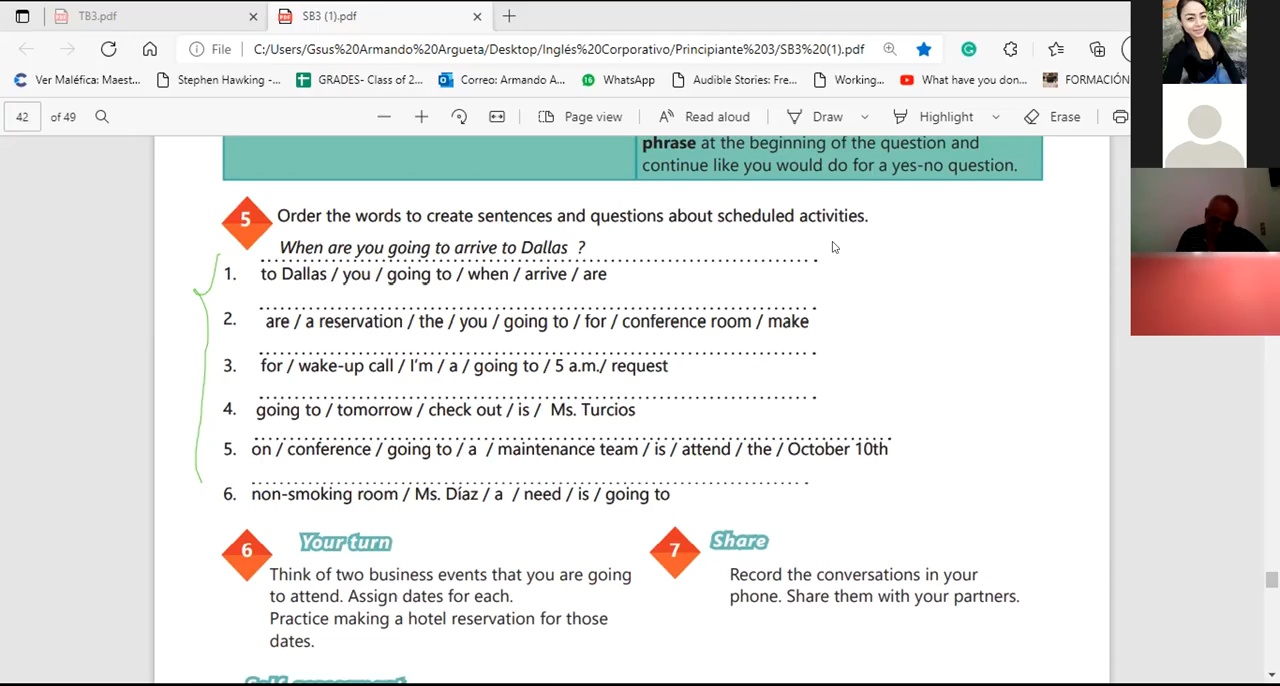 TB3.pdf
SB3 (1).pdf
File
C:/Users/Gsus%20Armando%20Argueta/Desktop/Inglés%20Corporativo/Principiante%203/SB3%20(1).pdf
Ver Maléfica: Maest...
Stephen Hawking -...
GRADES- Class of 2...
Correo: Armando A...
WhatsApp
Audible Stories: Fre...
Working...
What have you don...
FORMACIÓN
42 of 49
Page view
Read aloud
Draw
Highlight
Erase
phrase at the beginning of the question and
continue like you would do for a yes-no question.
5 Order the words to create sentences and questions about scheduled activities.
When are you going to arrive to Dallas ?
1. to Dallas / you / going to / when / arrive / are
2. are / a reservation / the / you / going to / for / conference room / make
3. for / wake-up call / I'm / a / going to / 5 a.m./ request
4. going to / tomorrow / check out / is / Ms. Turcios
5. on / conference / going to / a / maintenance team / is / attend / the / October 10th
6. non-smoking room / Ms. Díaz / a / need / is / going to
6 Your turn
Think of two business events that you are going
to attend. Assign dates for each.
Practice making a hotel reservation for those
dates.
7 Share
Record the conversations in your
phone. Share them with your partners.